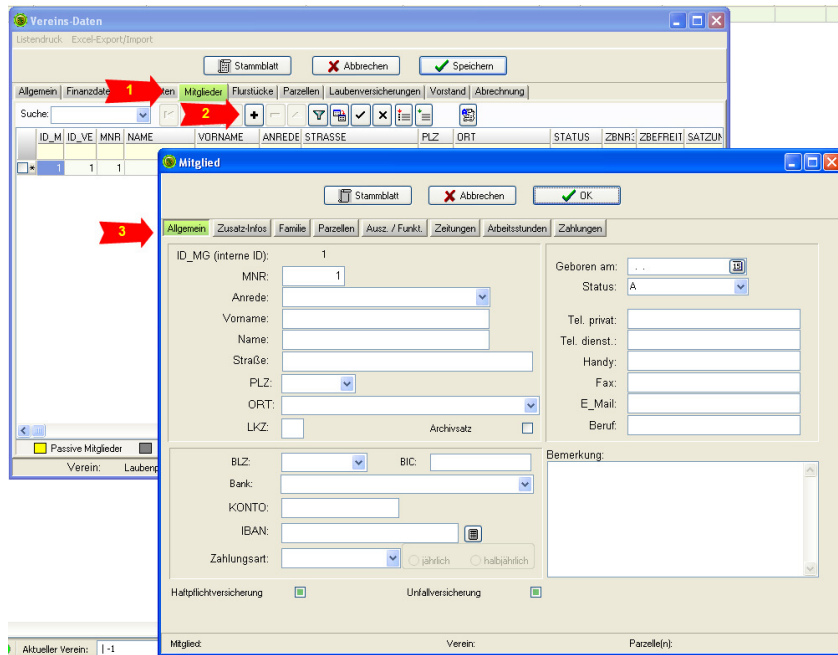 Vereins-Daten
Listendruck Excel-Export/Import
Stammblatt Abbrechen Speichern
Allgemein Finanzdate 1 ten Mitglieder Flurstücke Parzellen Laubenversicherungen Vorstand Abrechnung
Suche: 2
ID_M ID_VE MNR NAME VORNAME ANREDE STRASSE PLZ ORT STATUS ZBNR: ZBEFREIT SATZUN
1 1 1
Mitglied
Stammblatt Abbrechen OK
3 Allgemein Zusatz-Infos Familie Parzellen Ausz. / Funkt. Zeitungen Arbeitsstunden Zahlungen
ID_MG (interne ID): 1
MNR: 1
Anrede:
Vorname:
Name:
Straße:
PLZ:
ORT:
LKZ: Archivsatz
Geboren am: . . 15
Status: A
Tel. privat:
Tel. dienst.:
Handy:
Fax:
E_Mail:
Beruf:
BLZ: BIC:
Bank:
KONTO:
IBAN:
Zahlungsart: jährlich halbjährlich
Bemerkung:
Haftpflichtversicherung Unfallversicherung
Mitglied: Verein: Parzelle(n):
Passive Mitglieder
Verein: Laubenp
Aktueller Verein: | -1